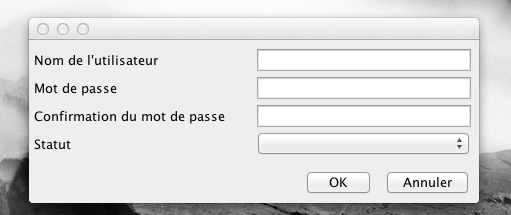 Nom de l'utilisateur
Mot de passe
Confirmation du mot de passe
Statut
OK Annuler